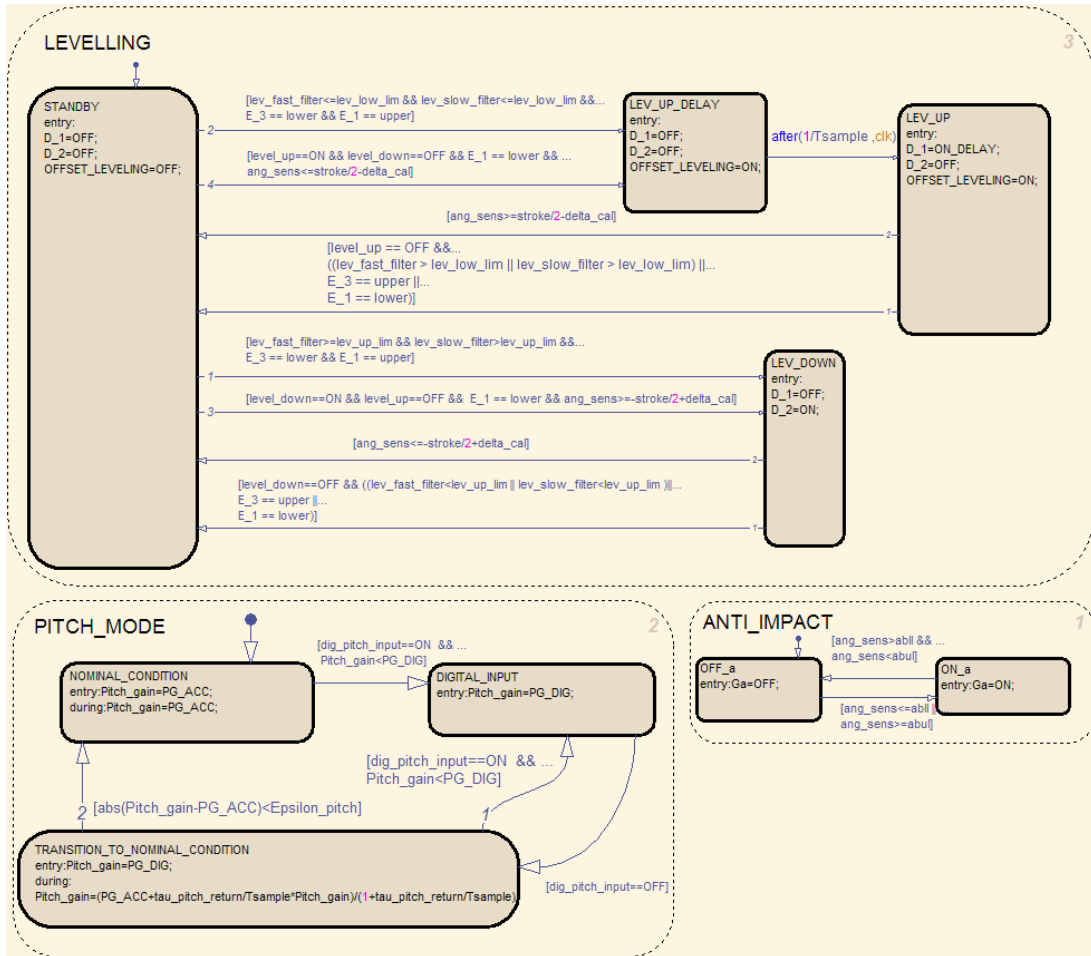 LEVELLING
3
STANDBY
entry:
D_1=OFF;
D_2=OFF;
OFFSET_LEVELING=OFF;
[lev_fast_filter<=lev_low_lim && lev_slow_filter<=lev_low_lim &&...
E_3 == lower && E_1 == upper]
2
[level_up==ON && level_down==OFF && E_1 == lower && ...
ang_sens<=stroke/2-delta_cal]
4
LEV_UP_DELAY
entry:
D_1=OFF;
D_2=OFF;
OFFSET_LEVELING=ON;
after(1/Tsample ,clk)
LEV_UP
entry:
D_1=ON_DELAY;
D_2=OFF;
OFFSET_LEVELING=ON;
[ang_sens>=stroke/2-delta_cal]
2
[level_up == OFF &&...
((lev_fast_filter > lev_low_lim || lev_slow_filter > lev_low_lim) ||...
E_3 == upper ||...
E_1 == lower)]
1
[lev_fast_filter>=lev_up_lim && lev_slow_filter>lev_up_lim &&...
E_3 == lower && E_1 == upper]
1
[level_down==ON && level_up==OFF &&  E_1 == lower && ang_sens>=-stroke/2+delta_cal]
3
LEV_DOWN
entry:
D_1=OFF;
D_2=ON;
[ang_sens<=-stroke/2+delta_cal]
2
[level_down==OFF && ((lev_fast_filter<lev_up_lim || lev_slow_filter<lev_up_lim )||...
E_3 == upper ||...
E_1 == lower)]
1
PITCH_MODE
2
NOMINAL_CONDITION
entry:Pitch_gain=PG_ACC;
during:Pitch_gain=PG_ACC;
[dig_pitch_input==ON  && ...
Pitch_gain<PG_DIG]
DIGITAL_INPUT
entry:Pitch_gain=PG_DIG;
[dig_pitch_input==ON  && ...
Pitch_gain<PG_DIG]
1
2
[abs(Pitch_gain-PG_ACC)<Epsilon_pitch]
TRANSITION_TO_NOMINAL_CONDITION
entry:Pitch_gain=PG_DIG;
during:
Pitch_gain=(PG_ACC+tau_pitch_return/Tsample*Pitch_gain)/(1+tau_pitch_return/Tsample);
[dig_pitch_input==OFF]
ANTI_IMPACT
1
[ang_sens>abll && ...
ang_sens<abul]
OFF_a
entry:Ga=OFF;
ON_a
entry:Ga=ON;
[ang_sens<=abll || ...
ang_sens>=abul]